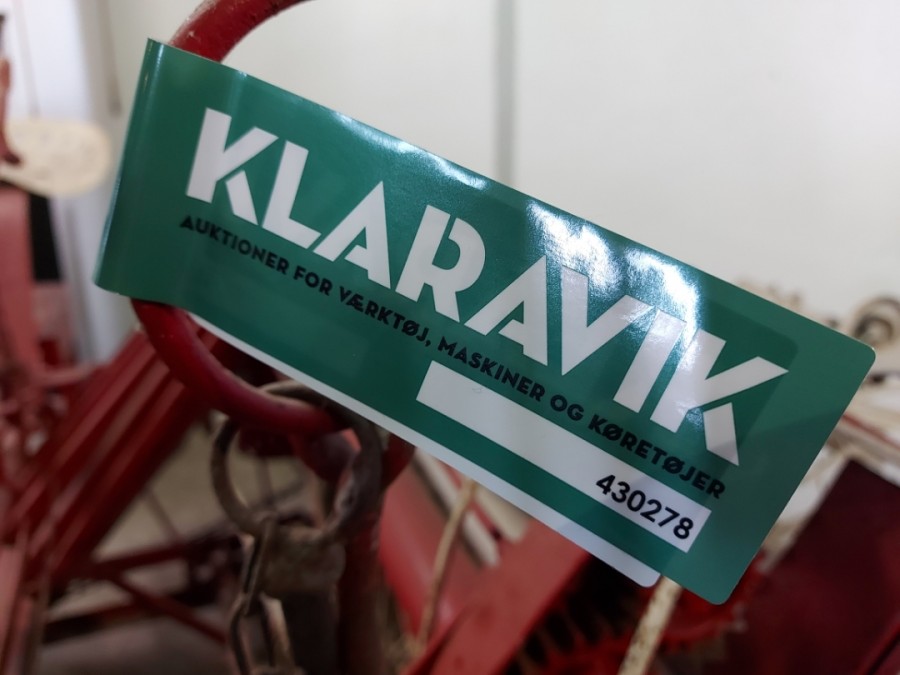 KLARAVIK
AUKTIONER FOR VÆRKTØJ, MASKINER OG KØRETØJER
430278